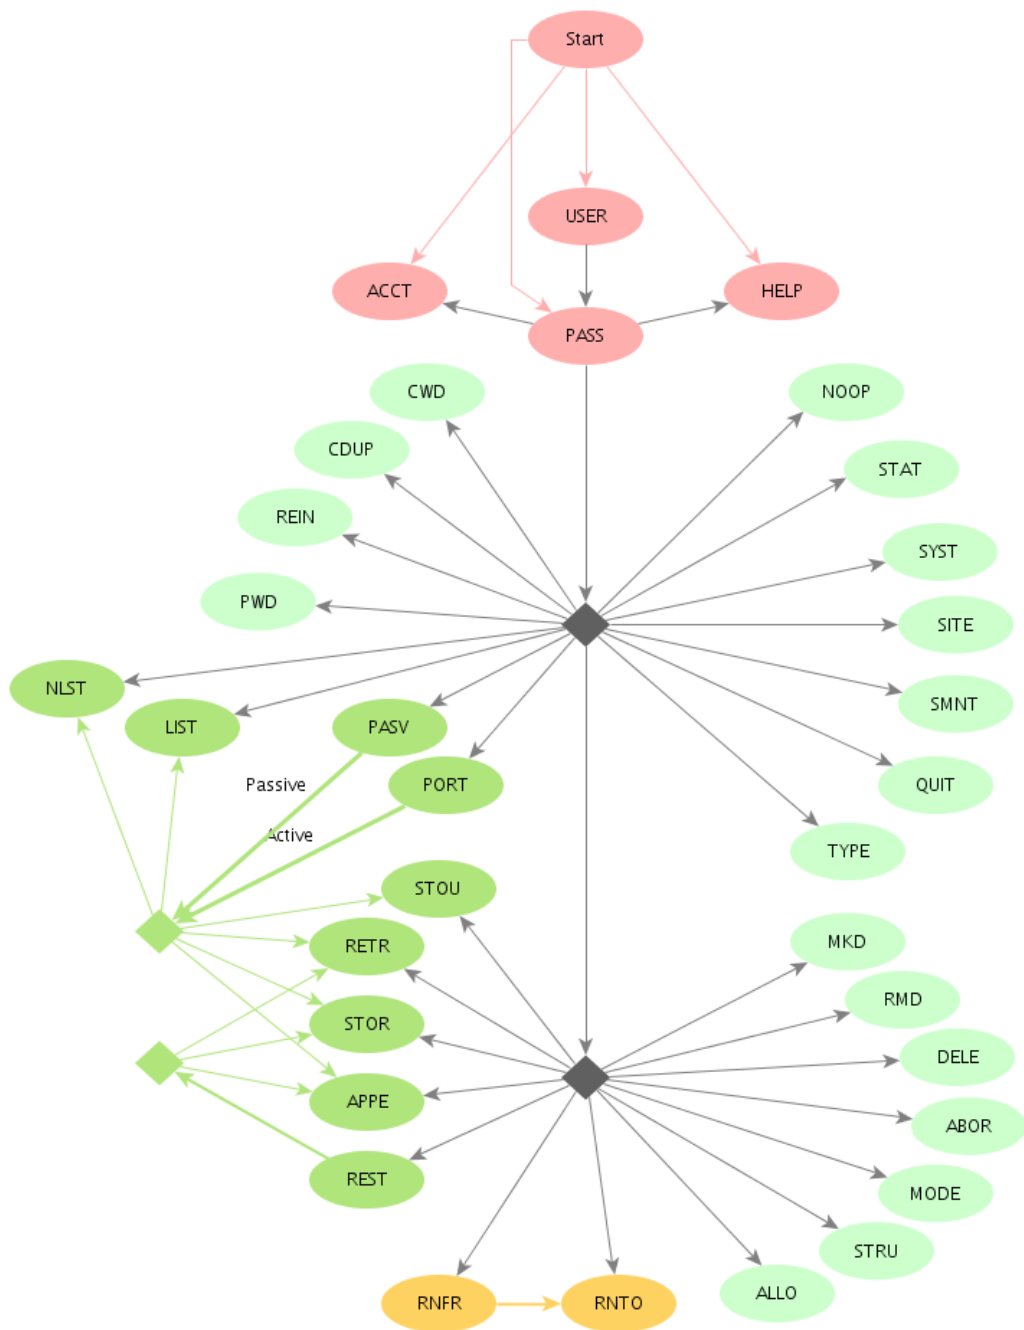 Start
USER
ACCT
HELP
PASS
CWD
NOOP
CDUP
STAT
REIN
SYST
PWD
SITE
NLST
SMNT
LIST
PASV
Passive
PORT
QUIT
Active
TYPE
STOU
RETR
MKD
RMD
STOR
DELE
APPE
ABOR
REST
MODE
STRU
ALLO
RNFR
RNTO